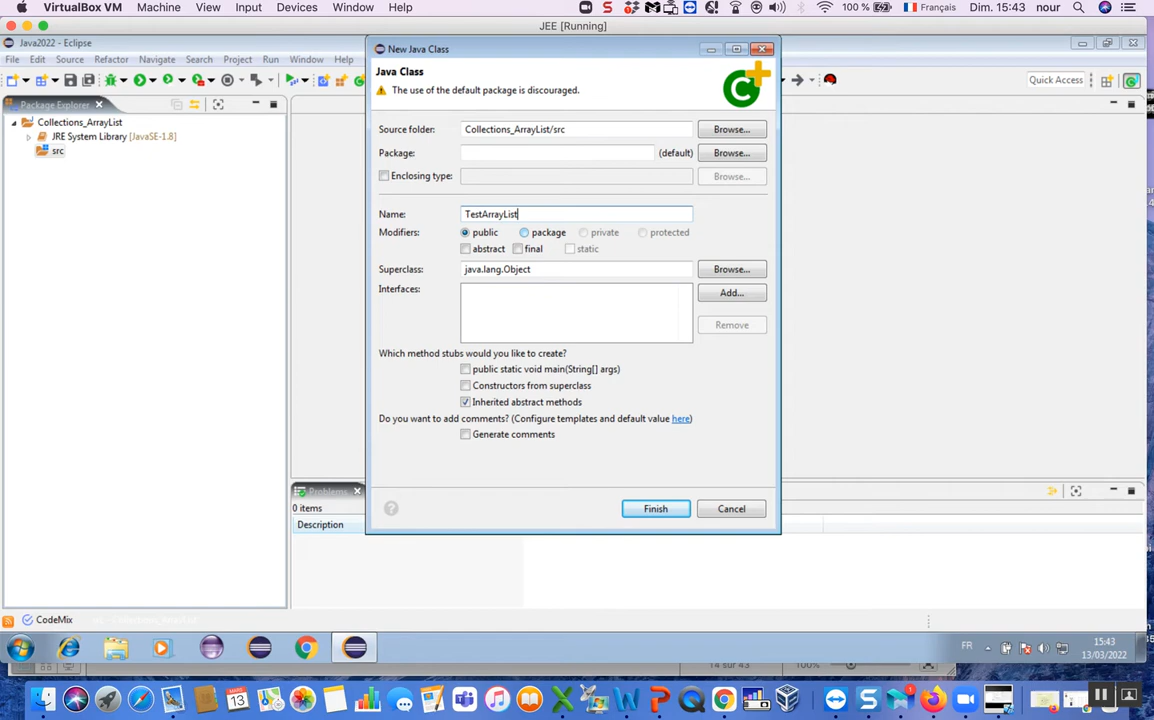 VirtualBox VM Machine View Input Devices Window Help 100 % Français Dim. 15:43 nour
JEE [Running]
Java2022 - Eclipse
File Edit Source Refactor Navigate Search Project Run Window Help
Quick Access
Package Explorer
Collections_ArrayList
JRE System Library [JavaSE-1.8]
src
New Java Class
Java Class
The use of the default package is discouraged.
Source folder: Collections_ArrayList/src Browse...
Package: (default) Browse...
Enclosing type: Browse...
Name: TestArrayList
Modifiers: public package private protected
abstract final static
Superclass: java.lang.Object Browse...
Interfaces: Add...
Remove
Which method stubs would you like to create?
public static void main(String[] args)
Constructors from superclass
Inherited abstract methods
Do you want to add comments? (Configure templates and default value here)
Generate comments
Finish Cancel
Problems
0 items
Description
CodeMix
FR 15:43
13/03/2022
14 sur 43 100%